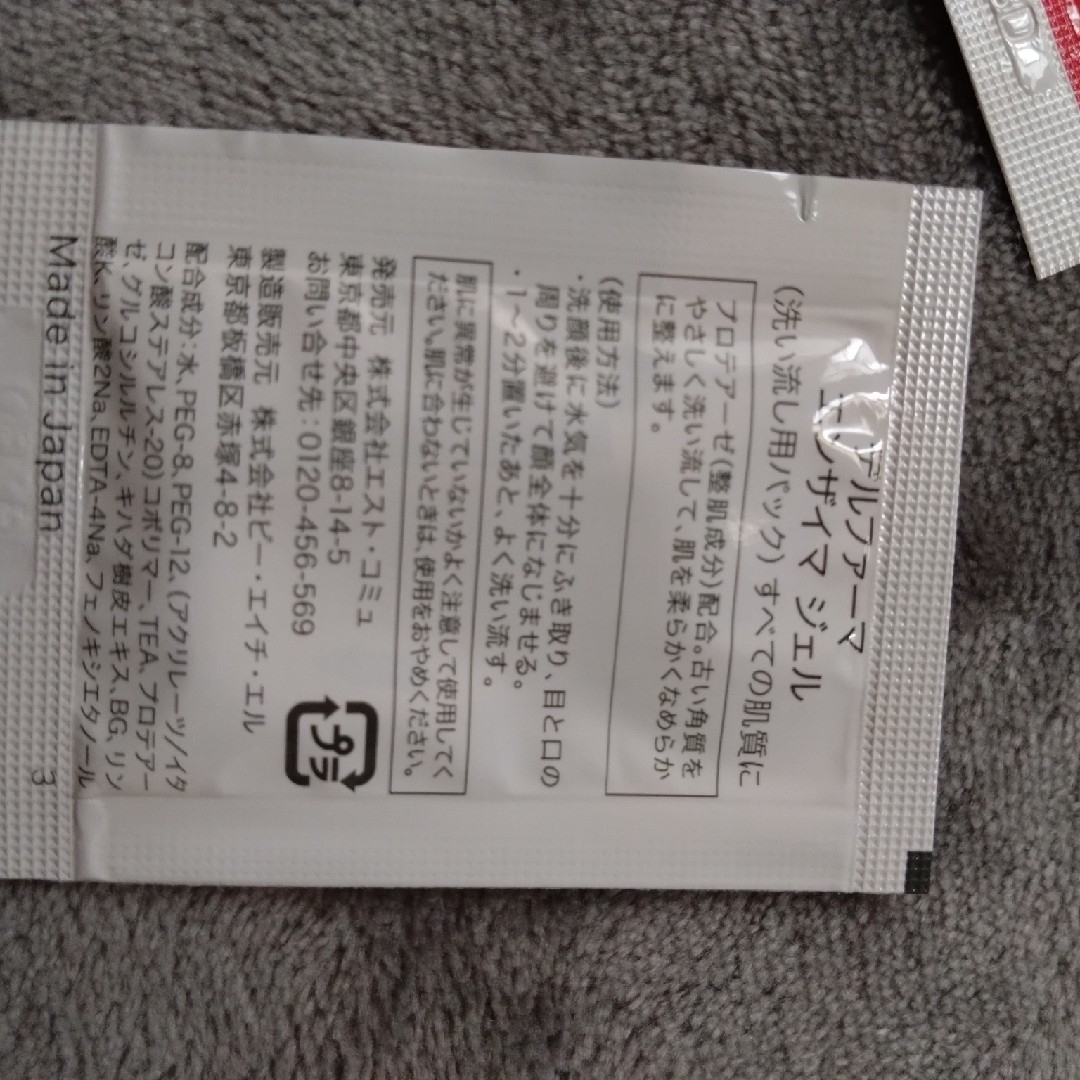 デルファーマ
エンザイマ ジェル
(洗い流し用パック) すべての肌質に
プロテアーゼ(整肌成分)配合。古い角質を
やさしく洗い流して、肌を柔らかくなめらか
に整えます。
(使用方法)
・洗顔後に水気を十分にふき取り、目と口の
周りを避けて顔全体になじませる。
・1〜2分置いたあと、よく洗い流す。
肌に異常が生じていないかよく注意して使用してく
ださい。肌に合わないときは、使用をおやめください。
発売元 株式会社エスト・コミュ
東京都中央区銀座8-14-5
お問い合せ先:0120-456-569
製造販売元 株式会社ピー・エイチ・エル
東京都板橋区赤塚4-8-2
プラ
配合成分:水、PEG-8、PEG-12、(アクリレーツ/イタ
コン酸ステアレス-20)コポリマー、TEA、プロテアー
ゼ、グルコシルルチン、キハダ樹皮エキス、BG、リン
酸K、リン酸2Na、EDTA-4Na、フェノキシエタノール
Made in Japan
3